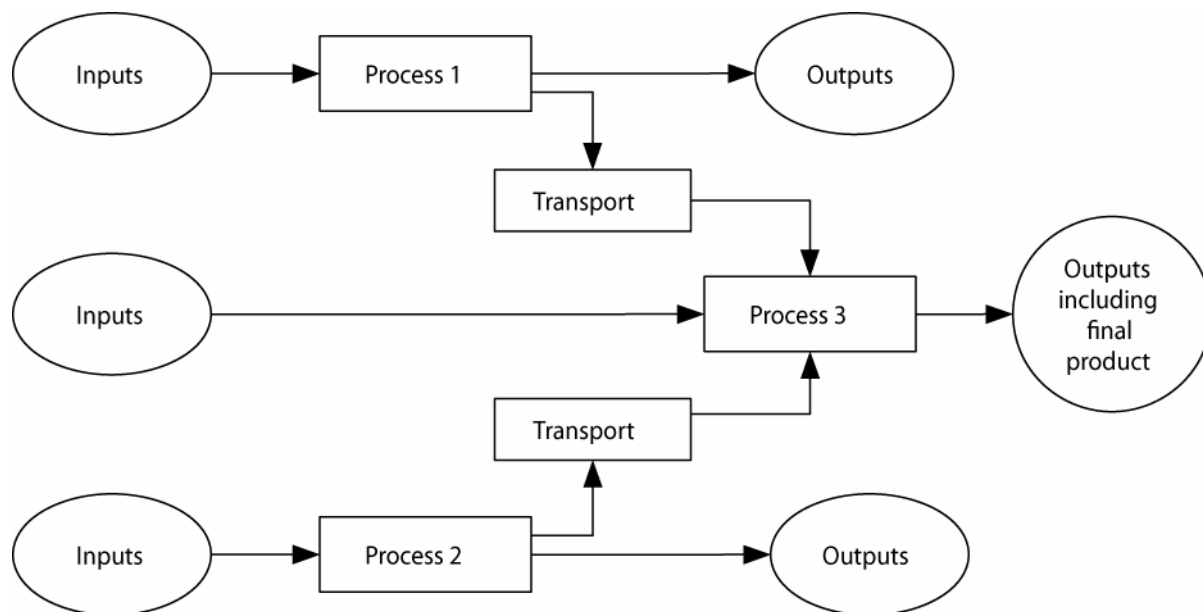 Inputs
Process 1
Outputs
Transport
Inputs
Process 3
Outputs
including
final
product
Transport
Inputs
Process 2
Outputs